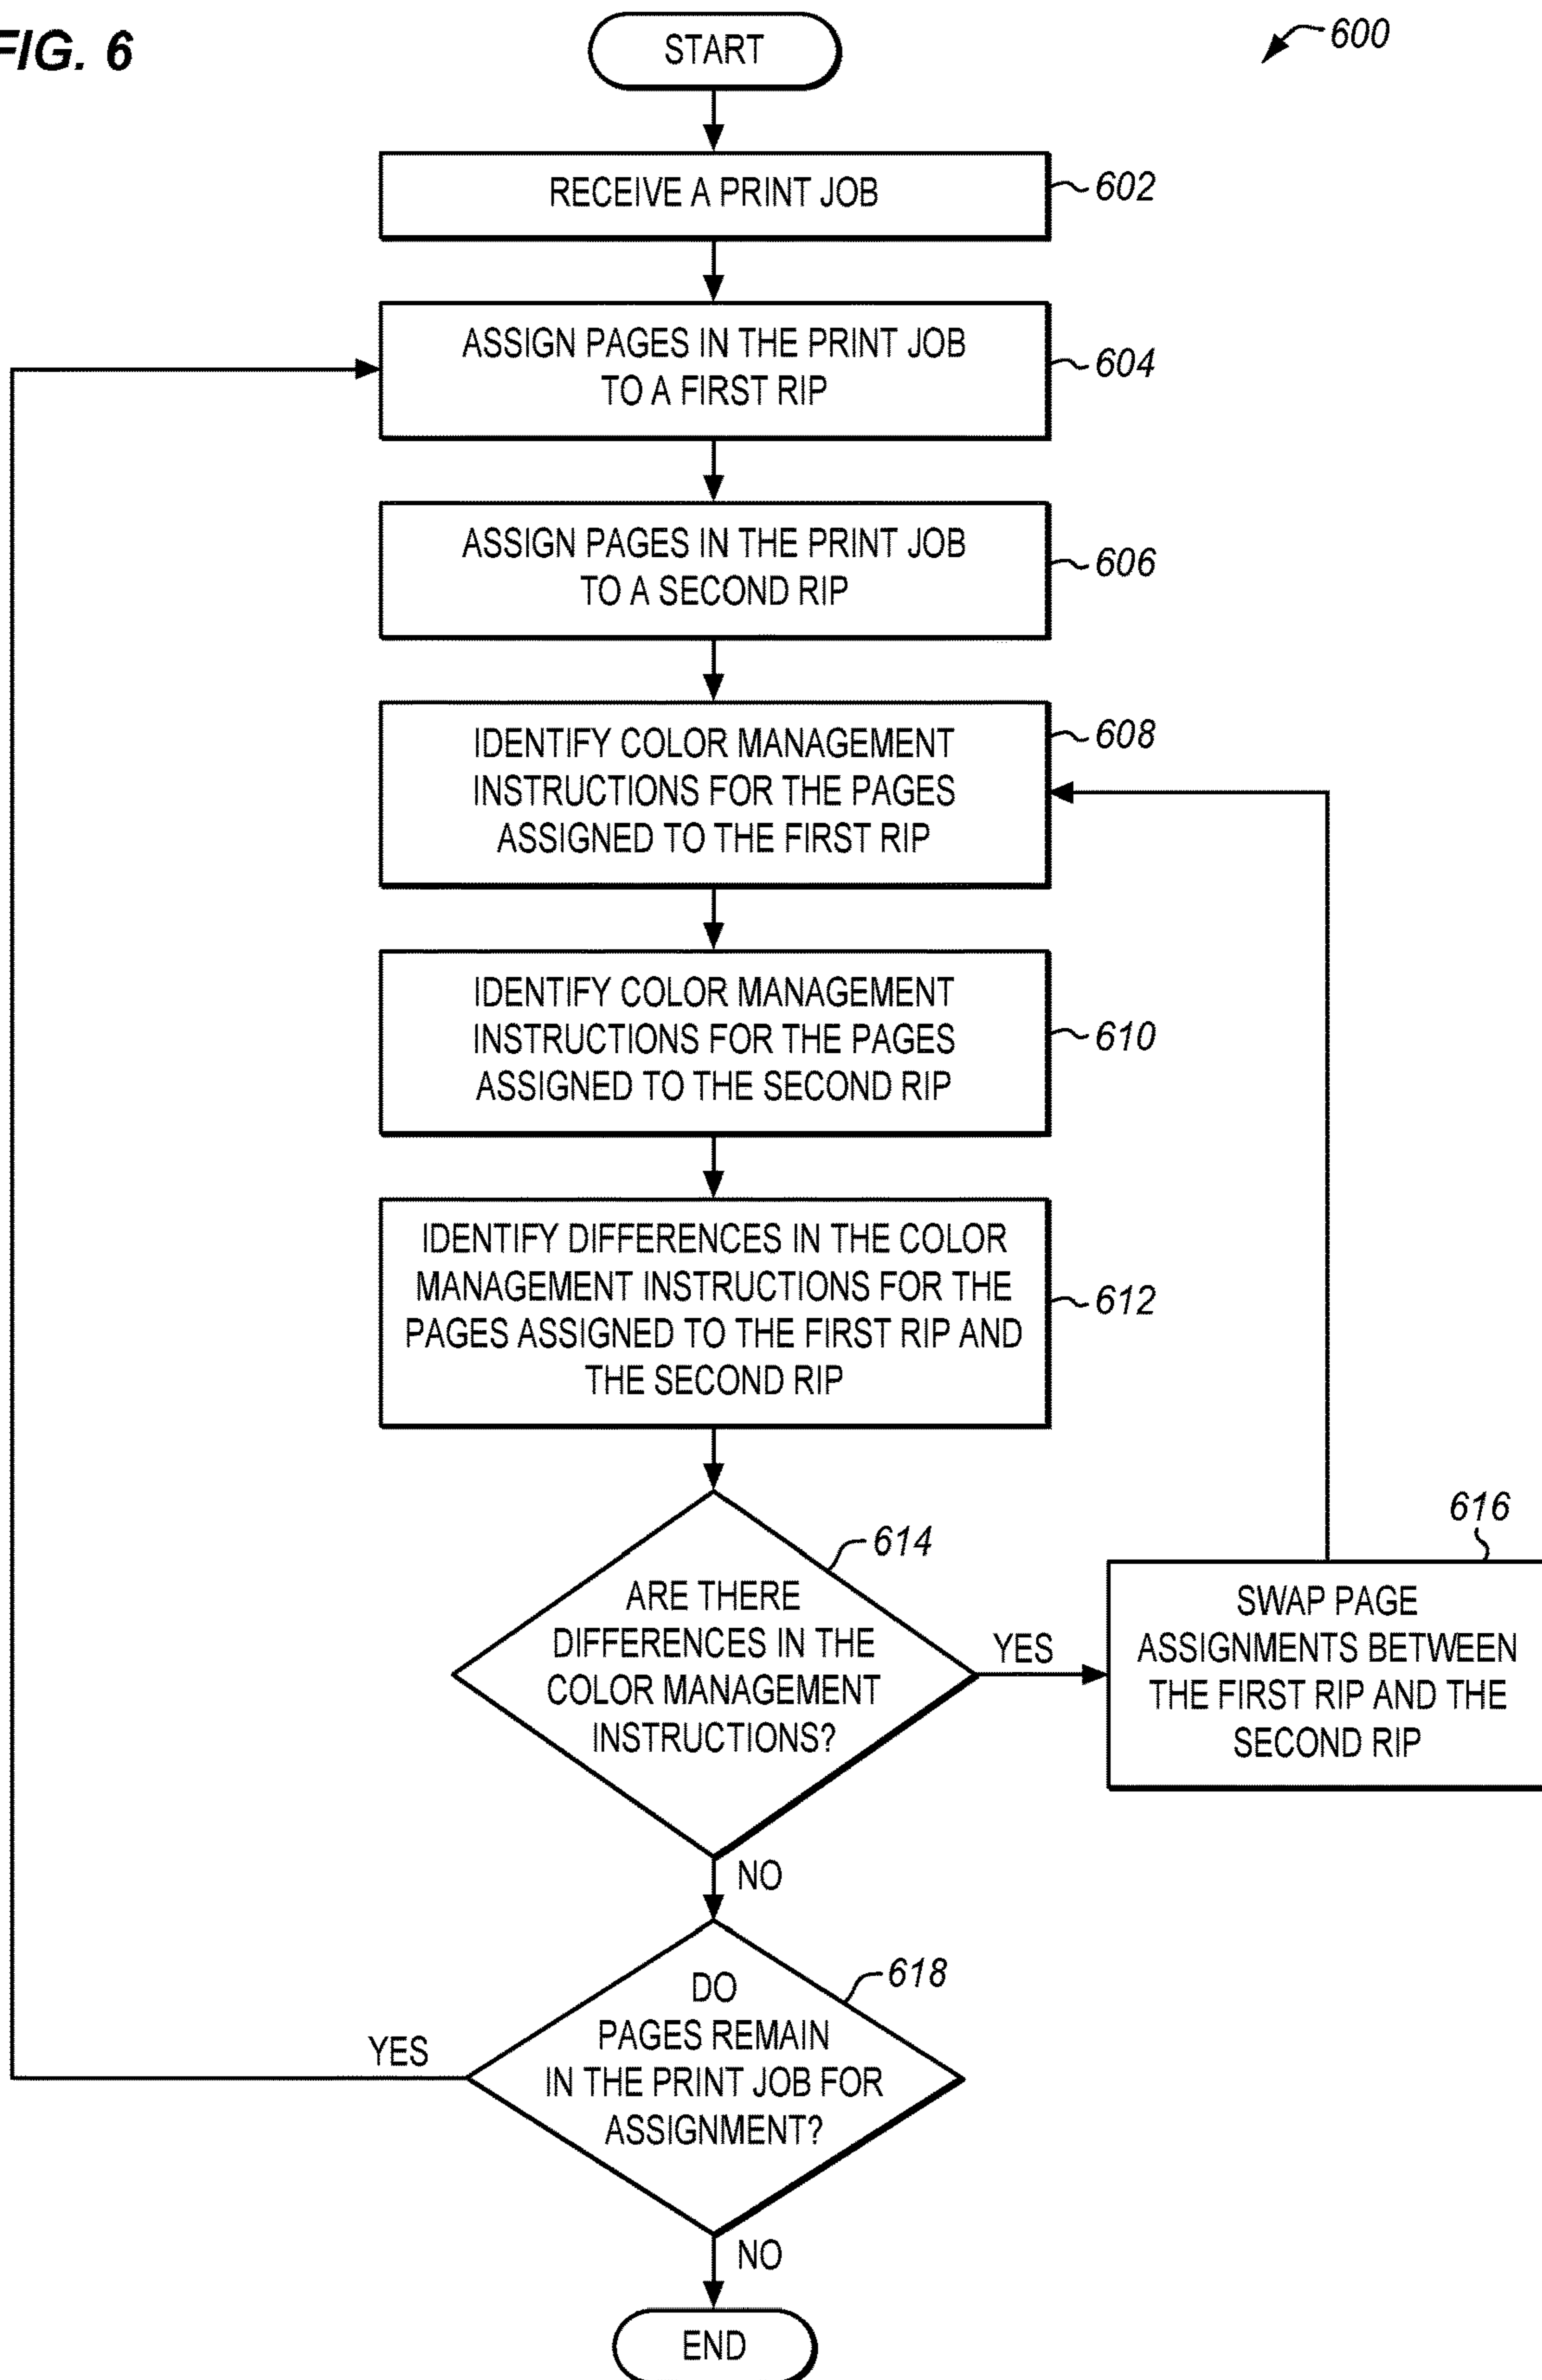 FIG. 6
START
600
RECEIVE A PRINT JOB
602
ASSIGN PAGES IN THE PRINT JOB
TO A FIRST RIP
604
ASSIGN PAGES IN THE PRINT JOB
TO A SECOND RIP
606
IDENTIFY COLOR MANAGEMENT
INSTRUCTIONS FOR THE PAGES
ASSIGNED TO THE FIRST RIP
608
IDENTIFY COLOR MANAGEMENT
INSTRUCTIONS FOR THE PAGES
ASSIGNED TO THE SECOND RIP
610
IDENTIFY DIFFERENCES IN THE COLOR
MANAGEMENT INSTRUCTIONS FOR THE
PAGES ASSIGNED TO THE FIRST RIP AND
THE SECOND RIP
612
ARE THERE
DIFFERENCES IN THE
COLOR MANAGEMENT
INSTRUCTIONS?
614
YES
616
SWAP PAGE
ASSIGNMENTS BETWEEN
THE FIRST RIP AND THE
SECOND RIP
NO
DO
PAGES REMAIN
IN THE PRINT JOB FOR
ASSIGNMENT?
618
YES
NO
END